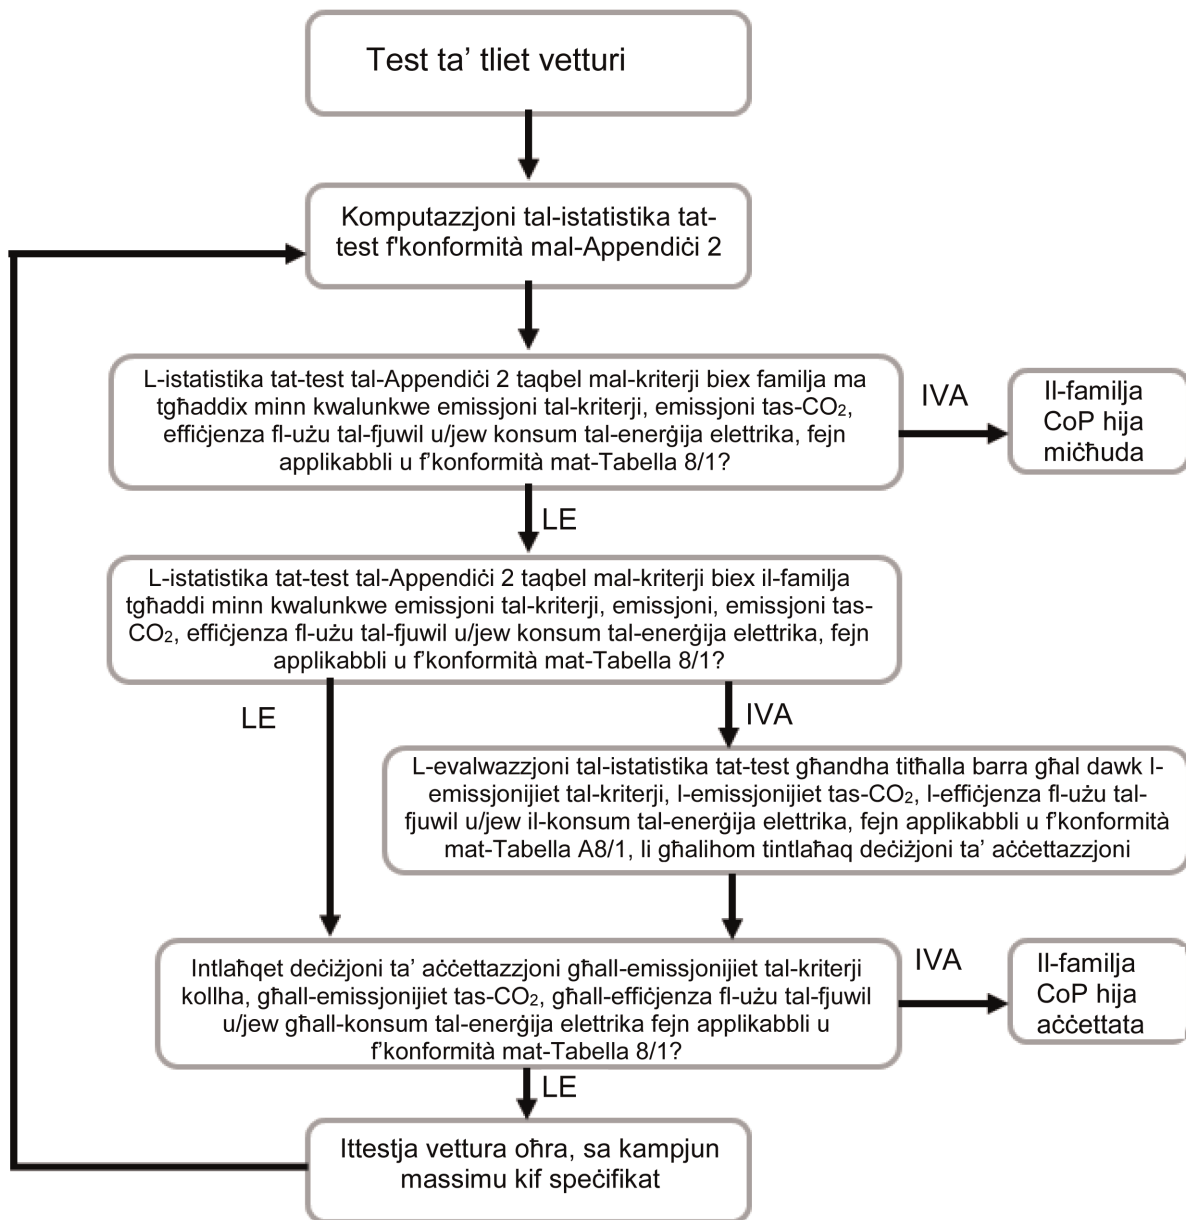 Test ta’ tliet vetturi
Komputazzjoni tal-istatistika tat-
test f'konformità mal-Appendiċi 2
L-istatistika tat-test tal-Appendiċi 2 taqbel mal-kriterji biex familja ma
tgħaddix minn kwalunkwe emissjoni tal-kriterji, emissjoni tas-CO₂,
effiċjenza fl-użu tal-fjuwil u/jew konsum tal-enerġija elettrika, fejn
applikabbli u f’konformità mat-Tabella 8/1?
IVA
Il-familja
CoP hija
miċħuda
LE
L-istatistika tat-test tal-Appendiċi 2 taqbel mal-kriterji biex il-familja
tgħaddi minn kwalunkwe emissjoni tal-kriterji, emissjoni, emissjoni tas-
CO₂, effiċjenza fl-użu tal-fjuwil u/jew konsum tal-enerġija elettrika, fejn
applikabbli u f’konformità mat-Tabella 8/1?
LE
IVA
L-evalwazzjoni tal-istatistika tat-test għandha titħalla barra għal dawk l-
emissjonijiet tal-kriterji, l-emissjonijiet tas-CO₂, l-effiċjenza fl-użu tal-
fjuwil u/jew il-konsum tal-enerġija elettrika, fejn applikabbli u f’konformità
mat-Tabella A8/1, li għalihom tintlaħaq deċiżjoni ta’ aċċettazzjoni
Intlaħqet deċiżjoni ta’ aċċettazzjoni għall-emissjonijiet tal-kriterji
kollha, għall-emissjonijiet tas-CO₂, għall-effiċjenza fl-użu tal-fjuwil
u/jew għall-konsum tal-enerġija elettrika fejn applikabbli u
f’konformità mat-Tabella 8/1?
IVA
Il-familja
CoP hija
aċċettata
LE
Ittestja vettura oħra, sa kampjun
massimu kif speċifikat